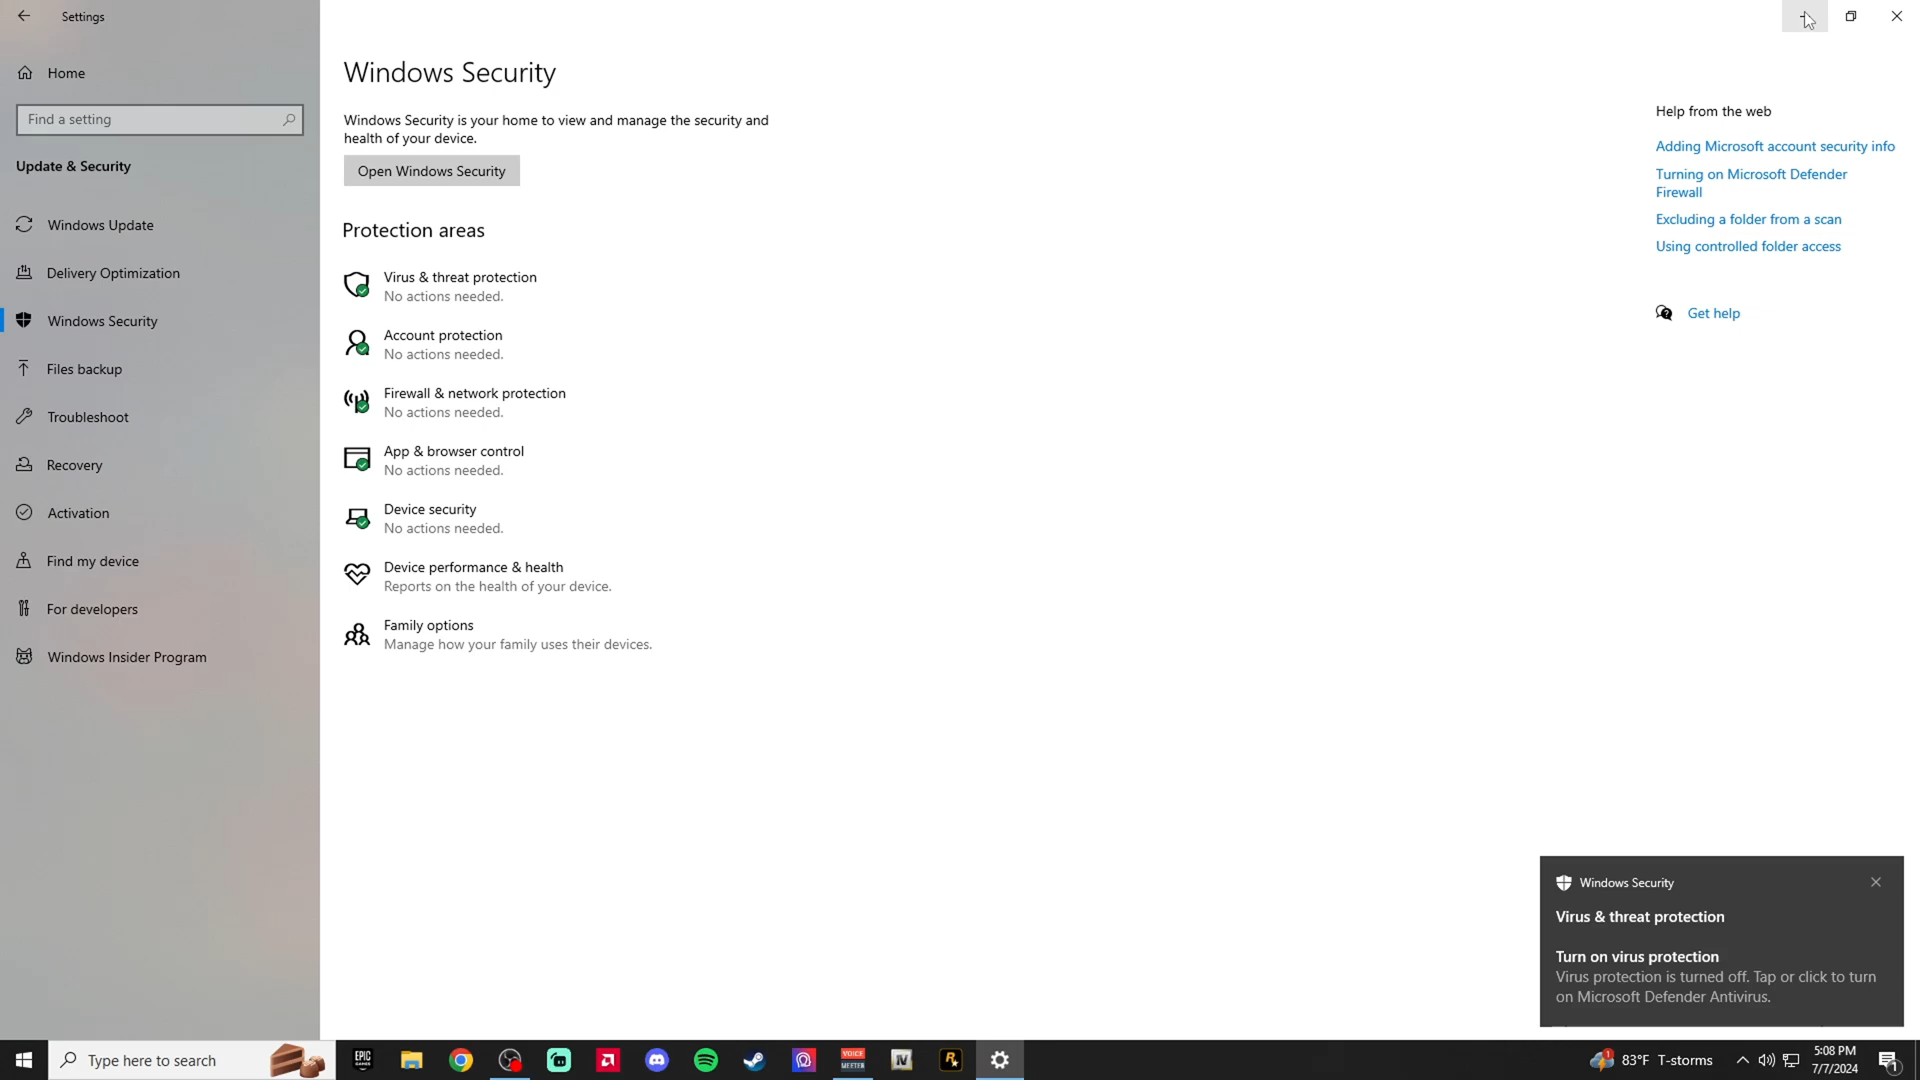 Settings
Home
Find a setting
Update & Security
Windows Update
Delivery Optimization
Windows Security
Files backup
Troubleshoot
Recovery
Activation
Find my device
For developers
Windows Insider Program
Windows Security
Windows Security is your home to view and manage the security and
health of your device.
Open Windows Security
Protection areas
Virus & threat protection
No actions needed.
Account protection
No actions needed.
Firewall & network protection
No actions needed.
App & browser control
No actions needed.
Device security
No actions needed.
Device performance & health
Reports on the health of your device.
Family options
Manage how your family uses their devices.
Help from the web
Adding Microsoft account security info
Turning on Microsoft Defender
Firewall
Excluding a folder from a scan
Using controlled folder access
Get help
Windows Security
Virus & threat protection
Turn on virus protection
Virus protection is turned off. Tap or click to turn
on Microsoft Defender Antivirus.
Type here to search
EPIC
GAMES
VOICE
MEETER
IV
R
1
83°F T-storms
5:08 PM
7/7/2024
1